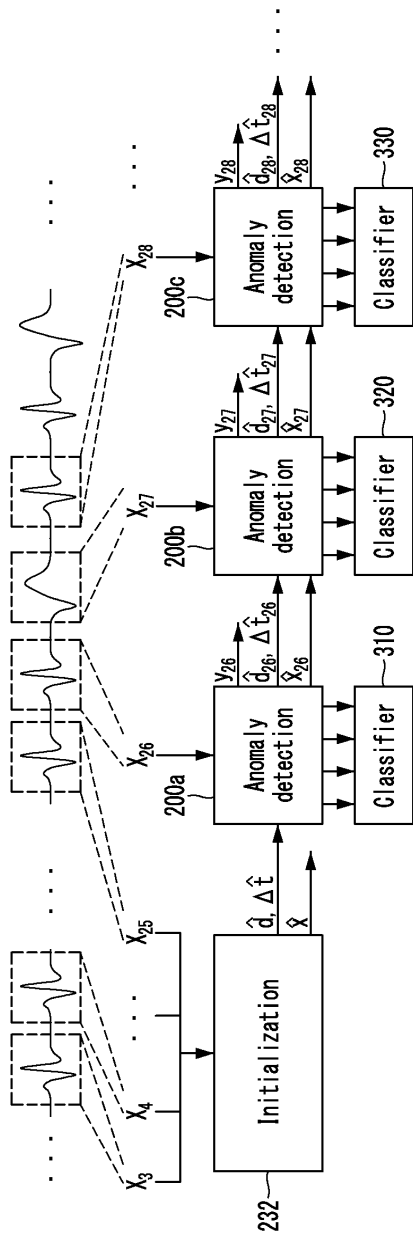 ... ... ...
X₃ X₄ ... X₂₅ X₂₆ X₂₇ X₂₈ ...
232
Initialization
d̂, Δt̂
x̂
200a
Anomaly
detection
y₂₆
d̂₂₆, Δt̂₂₆
x̂₂₆
310
Classifier
200b
Anomaly
detection
y₂₇
d̂₂₇, Δt̂₂₇
x̂₂₇
320
Classifier
200c
Anomaly
detection
y₂₈
d̂₂₈, Δt̂₂₈
x̂₂₈
...
330
Classifier